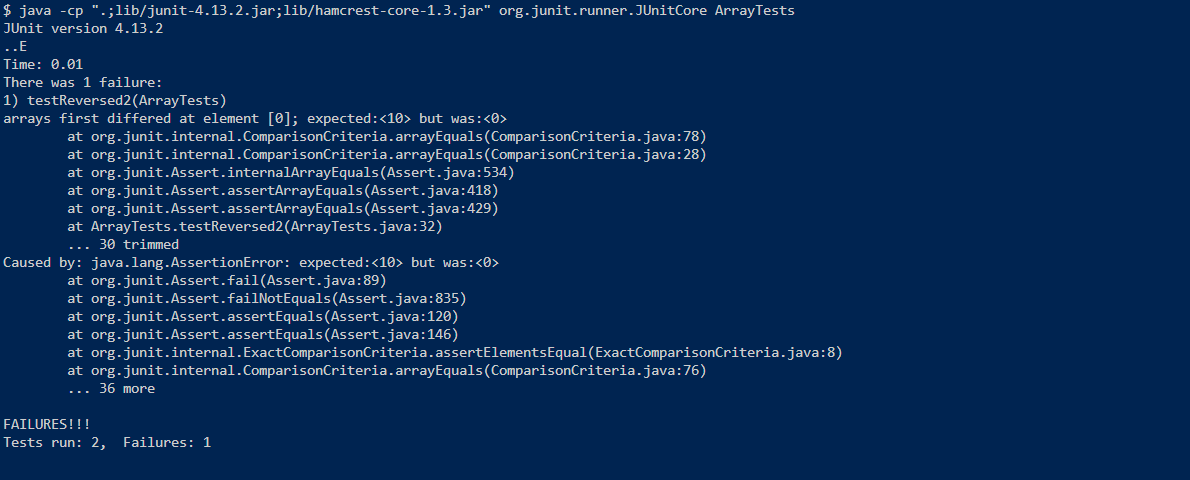 $ java -cp ".;lib/junit-4.13.2.jar;lib/hamcrest-core-1.3.jar" org.junit.runner.JUnitCore ArrayTests
JUnit version 4.13.2
..E
Time: 0.01
There was 1 failure:
1) testReversed2(ArrayTests)
arrays first differed at element [0]; expected:<10> but was:<0>
        at org.junit.internal.ComparisonCriteria.arrayEquals(ComparisonCriteria.java:78)
        at org.junit.internal.ComparisonCriteria.arrayEquals(ComparisonCriteria.java:28)
        at org.junit.Assert.internalArrayEquals(Assert.java:534)
        at org.junit.Assert.assertArrayEquals(Assert.java:418)
        at org.junit.Assert.assertArrayEquals(Assert.java:429)
        at ArrayTests.testReversed2(ArrayTests.java:32)
        ... 30 trimmed
Caused by: java.lang.AssertionError: expected:<10> but was:<0>
        at org.junit.Assert.fail(Assert.java:89)
        at org.junit.Assert.failNotEquals(Assert.java:835)
        at org.junit.Assert.assertEquals(Assert.java:120)
        at org.junit.Assert.assertEquals(Assert.java:146)
        at org.junit.internal.ExactComparisonCriteria.assertElementsEqual(ExactComparisonCriteria.java:8)
        at org.junit.internal.ComparisonCriteria.arrayEquals(ComparisonCriteria.java:76)
        ... 36 more

FAILURES!!!
Tests run: 2,  Failures: 1